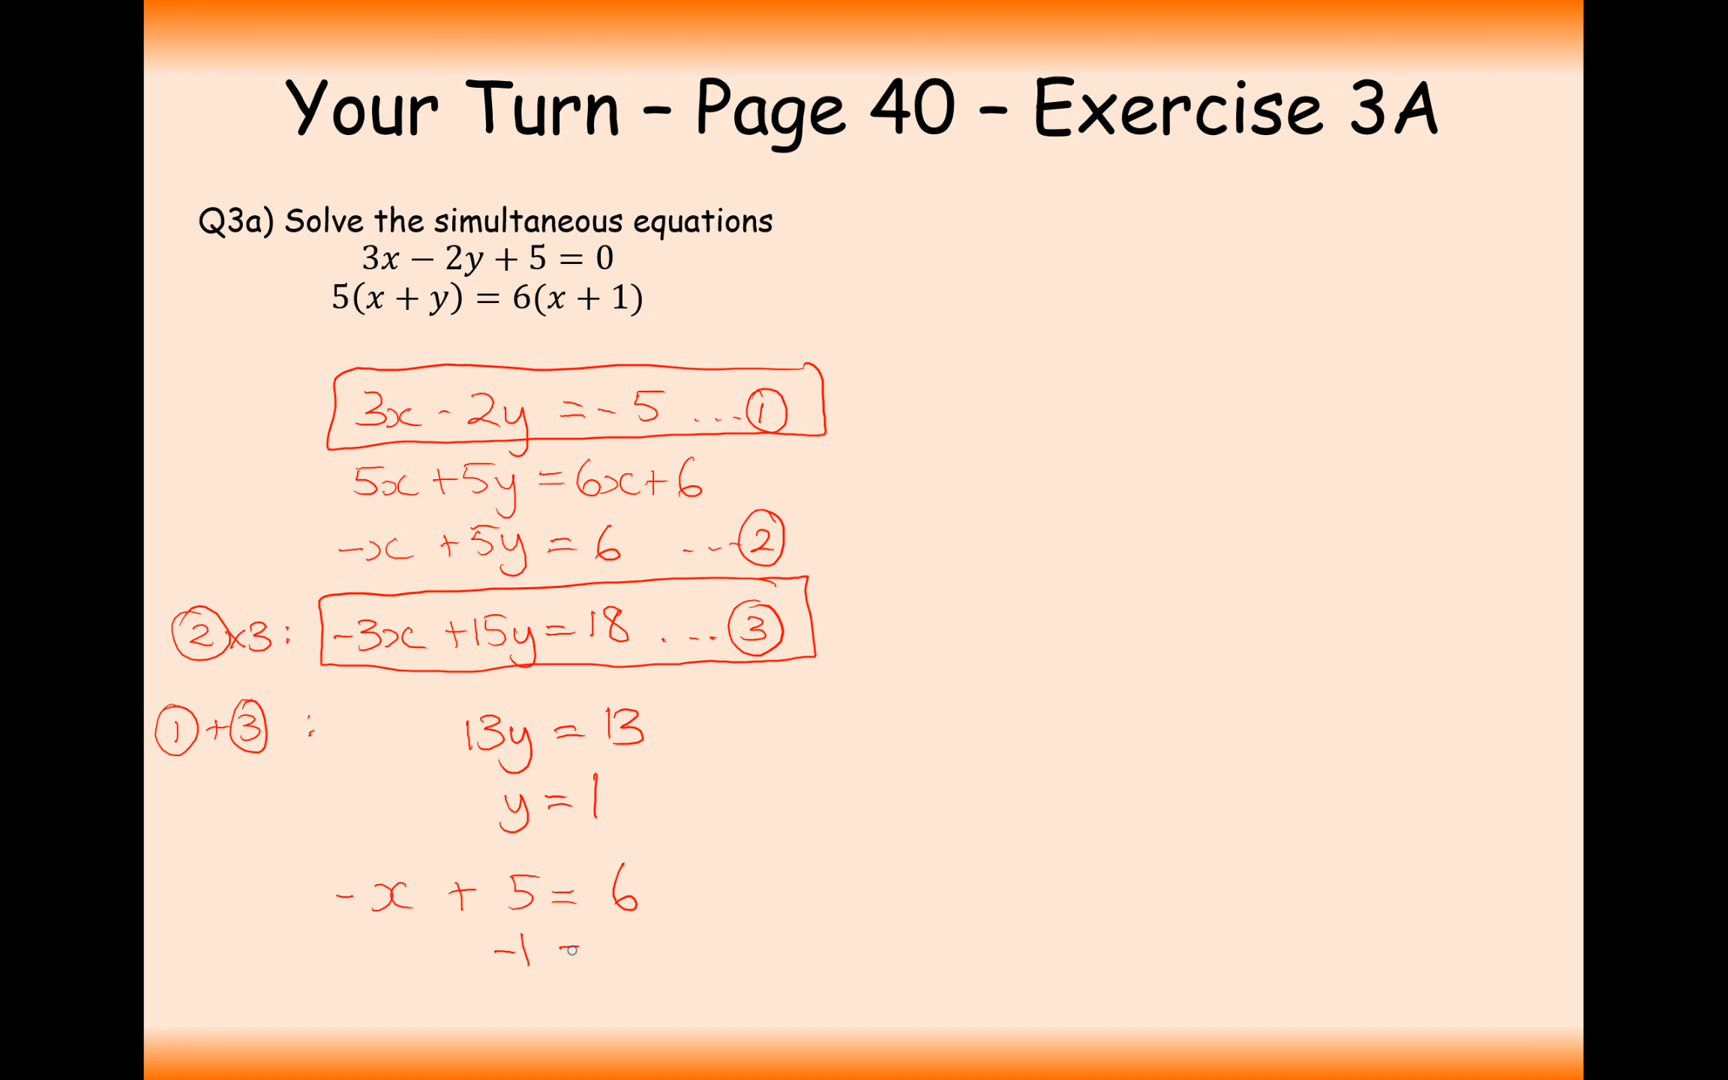 Your Turn – Page 40 – Exercise 3A
Q3a) Solve the simultaneous equations
3x − 2y + 5 = 0
5(x + y) = 6(x + 1)
3x - 2y = - 5 ... ①
5x + 5y = 6x + 6
-x + 5y = 6 ... ②
② x3 : -3x + 15y = 18 ... ③
① + ③ : 13y = 13
y = 1
- x + 5 = 6
-1 =